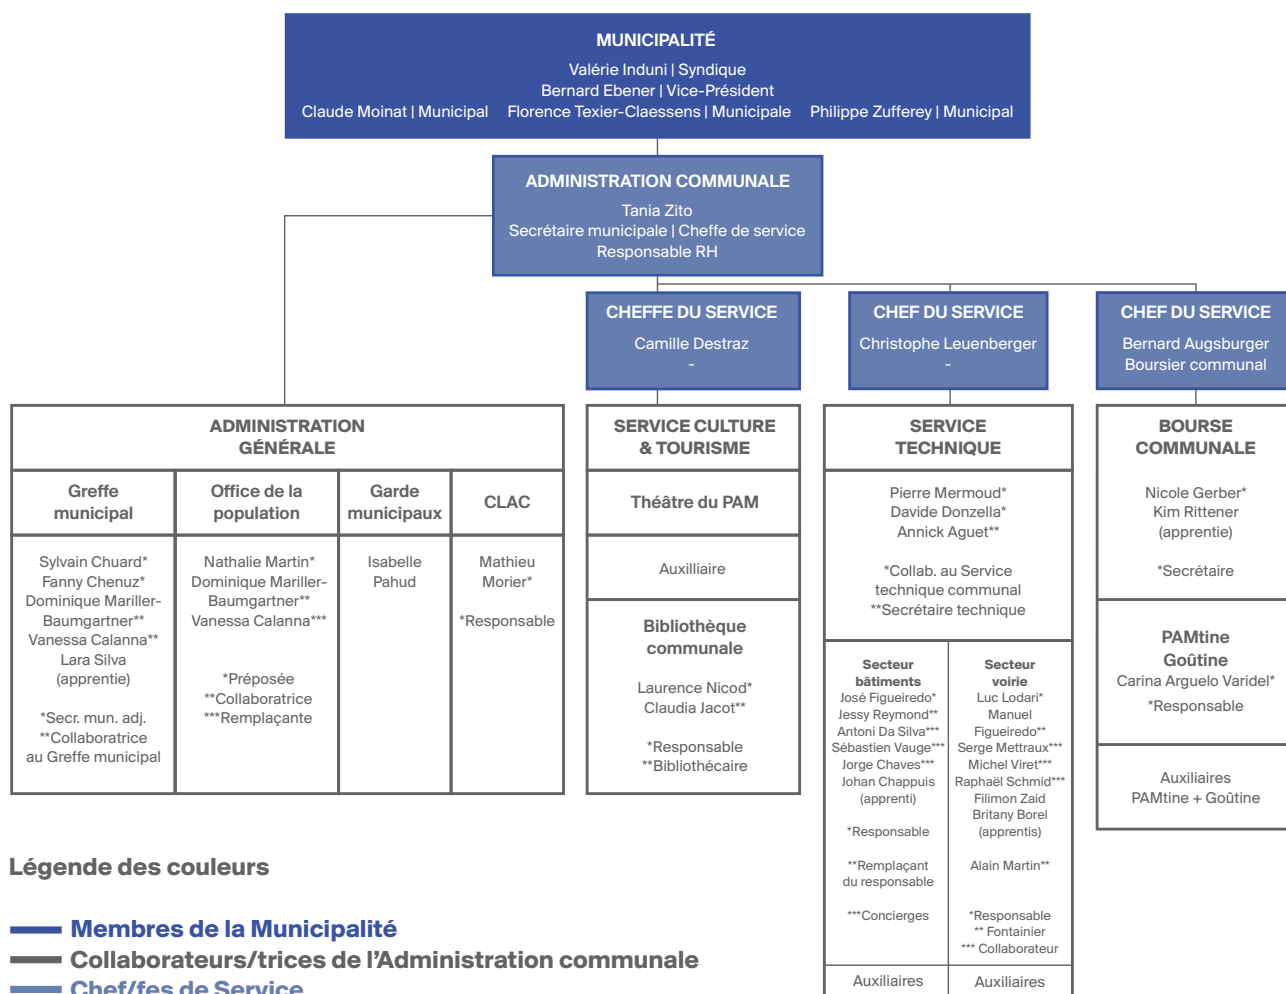 MUNICIPALITÉ
Valérie Induni | Syndique
Bernard Ebener | Vice-Président
Claude Moinat | Municipal Florence Texier-Claessens | Municipale Philippe Zufferey | Municipal
ADMINISTRATION COMMUNALE
Tania Zito
Secrétaire municipale | Cheffe de service
Responsable RH
CHEFFE DU SERVICE
Camille Destraz
-
CHEF DU SERVICE
Christophe Leuenberger
-
CHEF DU SERVICE
Bernard Augsburger
Boursier communal
ADMINISTRATION
GÉNÉRALE
Greffe
municipal
Sylvain Chuard*
Fanny Chenuz*
Dominique Mariller-
Baumgartner**
Vanessa Calanna**
Lara Silva
(apprentie)
*Secr. mun. adj.
**Collaboratrice
au Greffe municipal
Office de la
population
Nathalie Martin*
Dominique Mariller-
Baumgartner**
Vanessa Calanna***
*Préposée
**Collaboratrice
***Remplaçante
Garde
municipaux
Isabelle
Pahud
CLAC
Mathieu
Morier*
*Responsable
SERVICE CULTURE
& TOURISME
Théâtre du PAM
Auxilliaire
Bibliothèque
communale
Laurence Nicod*
Claudia Jacot**
*Responsable
**Bibliothécaire
SERVICE
TECHNIQUE
Pierre Mermoud*
Davide Donzella*
Annick Aguet**
*Collab. au Service
technique communal
**Secrétaire technique
Secteur
bâtiments
José Figueiredo*
Jessy Reymond**
Antoni Da Silva***
Sébastien Vauge***
Jorge Chaves***
Johan Chappuis
(apprenti)
*Responsable
**Remplaçant
du responsable
***Concierges
Auxiliaires
Secteur
voirie
Luc Lodari*
Manuel
Figueiredo**
Serge Mettraux***
Michel Viret***
Raphaël Schmid***
Filimon Zaid
Britany Borel
(apprentis)
Alain Martin**
*Responsable
** Fontainier
*** Collaborateur
Auxiliaires
BOURSE
COMMUNALE
Nicole Gerber*
Kim Rittener
(apprentie)
*Secrétaire
PAMtine
Goûtine
Carina Arguelo Varidel*
*Responsable
Auxiliaires
PAMtine + Goûtine
Légende des couleurs
Membres de la Municipalité
Collaborateurs/trices de l'Administration communale
Chef/fes de Service